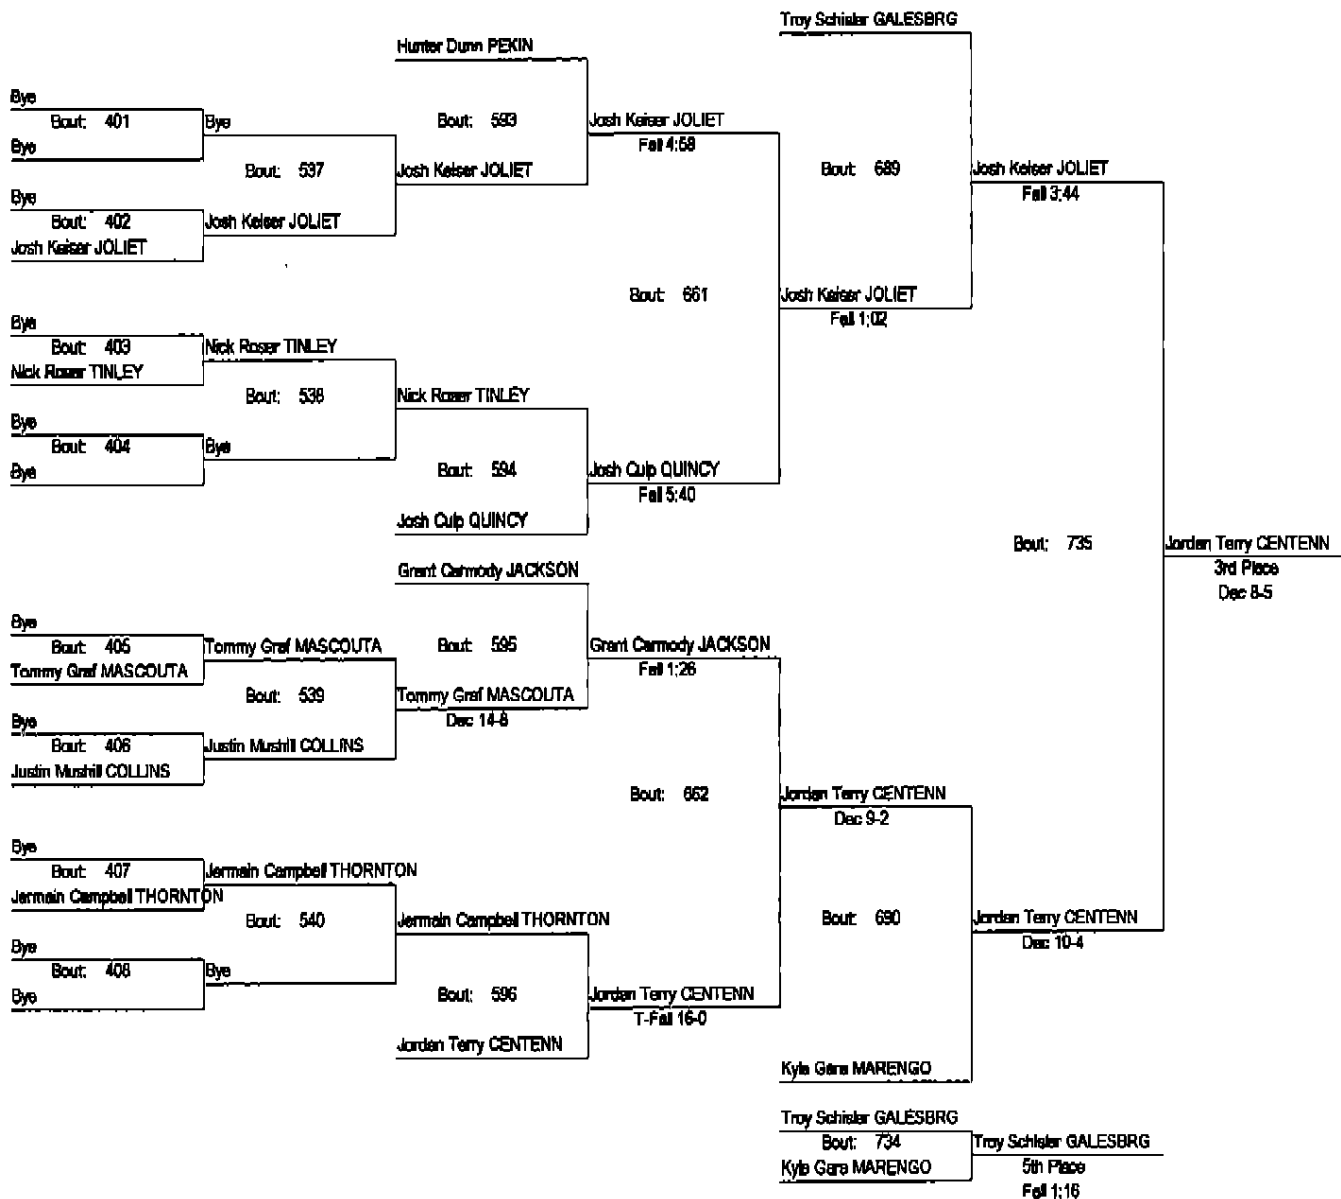 Troy Schisler GALESBRG
Hunter Dunn PEKIN
Bye
Bout: 401
Bye
Bout: 593
Josh Keiser JOLIET
Fall 4:58
Bye
Bout: 537
Josh Keiser JOLIET
Bout: 689
Josh Keiser JOLIET
Fall 3:44
Bye
Bout: 402
Josh Keiser JOLIET
Josh Keiser JOLIET
Bout: 661
Josh Keiser JOLIET
Fall 1:02
Bye
Bout: 403
Nick Roser TINLEY
Nick Roser TINLEY
Bout: 538
Nick Roser TINLEY
Bye
Bout: 404
Bye
Bye
Bout: 594
Josh Culp QUINCY
Fall 5:40
Josh Culp QUINCY
Bout: 735
Jordan Terry CENTENN
3rd Place
Dec 8-5
Grant Carmody JACKSON
Bye
Bout: 405
Tommy Graf MASCOUTA
Tommy Graf MASCOUTA
Bout: 595
Grant Carmody JACKSON
Fall 1:26
Bout: 539
Tommy Graf MASCOUTA
Dec 14-8
Bye
Bout: 406
Justin Mushill COLLINS
Justin Mushill COLLINS
Bout: 662
Jordan Terry CENTENN
Dec 9-2
Bye
Bout: 407
Jermain Campbell THORNTON
Jermain Campbell THORNTON
Bout: 540
Jermain Campbell THORNTON
Bout: 690
Jordan Terry CENTENN
Dec 10-4
Bye
Bout: 408
Bye
Bye
Bout: 596
Jordan Terry CENTENN
T-Fall 16-0
Jordan Terry CENTENN
Kyle Gara MARENGO
Troy Schisler GALESBRG
Bout: 734
Troy Schisler GALESBRG
Kyle Gara MARENGO
5th Place
Fall 1:16